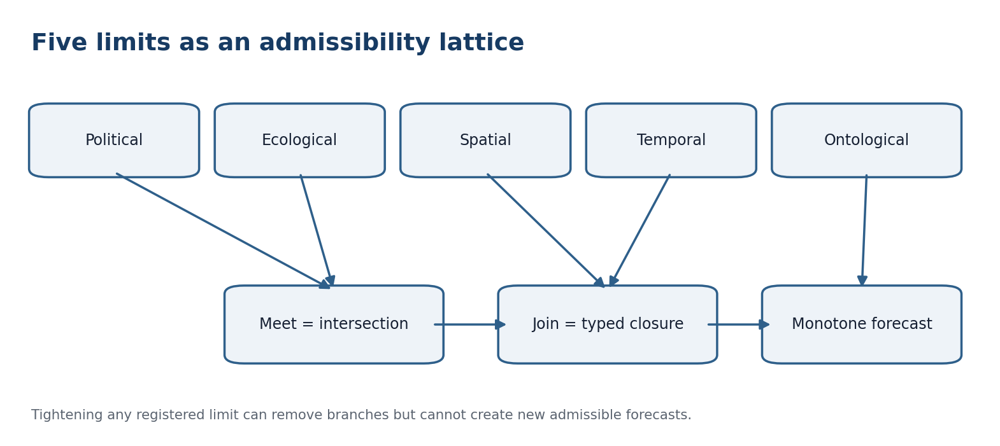 Five limits as an admissibility lattice
Political
Ecological
Spatial
Temporal
Ontological
Meet = intersection
Join = typed closure
Monotone forecast
Tightening any registered limit can remove branches but cannot create new admissible forecasts.